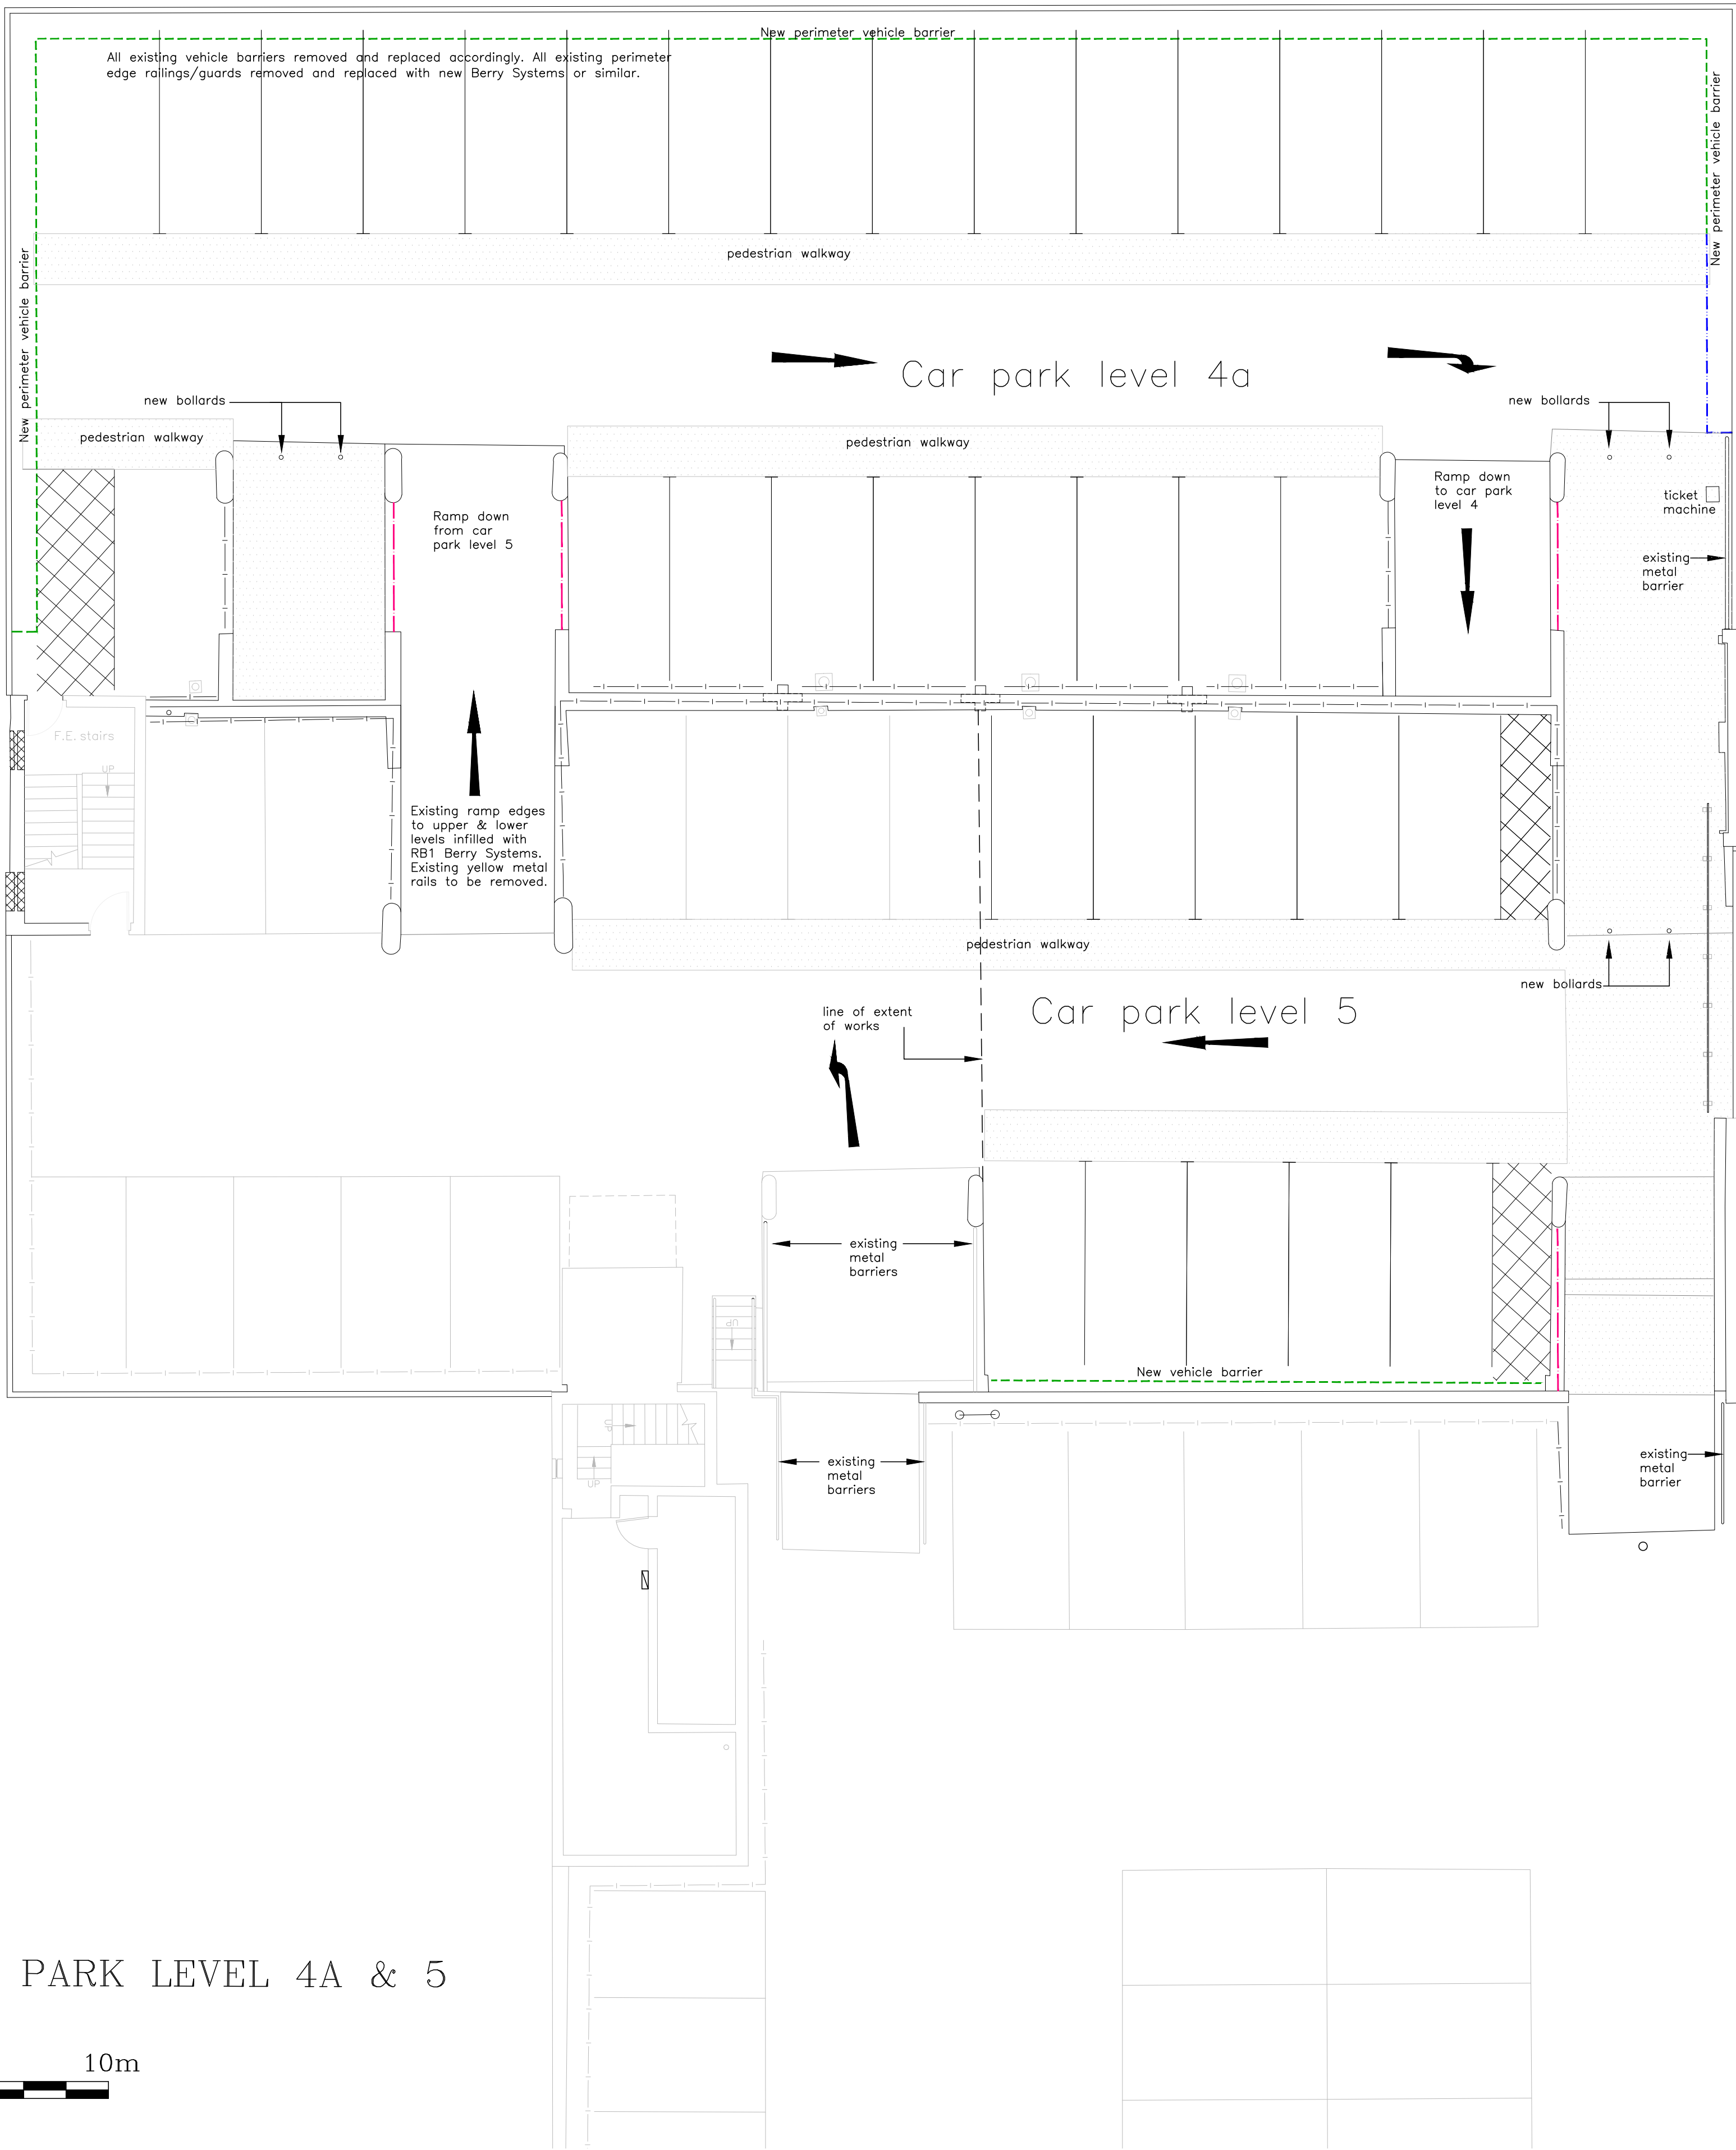 New perimeter vehicle barrier
All existing vehicle barriers removed and replaced accordingly. All existing perimeter
edge railings/guards removed and replaced with new Berry Systems or similar.
New perimeter vehicle barrier
New perimeter vehicle barrier
pedestrian walkway
Car park level 4a
new bollards
new bollards
pedestrian walkway
pedestrian walkway
Ramp down
to car park
level 4
ticket
machine
Ramp down
from car
park level 5
existing
metal
barrier
F.E. stairs
UP
Existing ramp edges
to upper & lower
levels infilled with
RB1 Berry Systems.
Existing yellow metal
rails to be removed.
pedestrian walkway
new bollards
line of extent
of works
Car park level 5
existing
metal
barriers
UP
New vehicle barrier
UP
UP
existing
metal
barriers
existing
metal
barrier
PARK LEVEL 4A & 5
10m